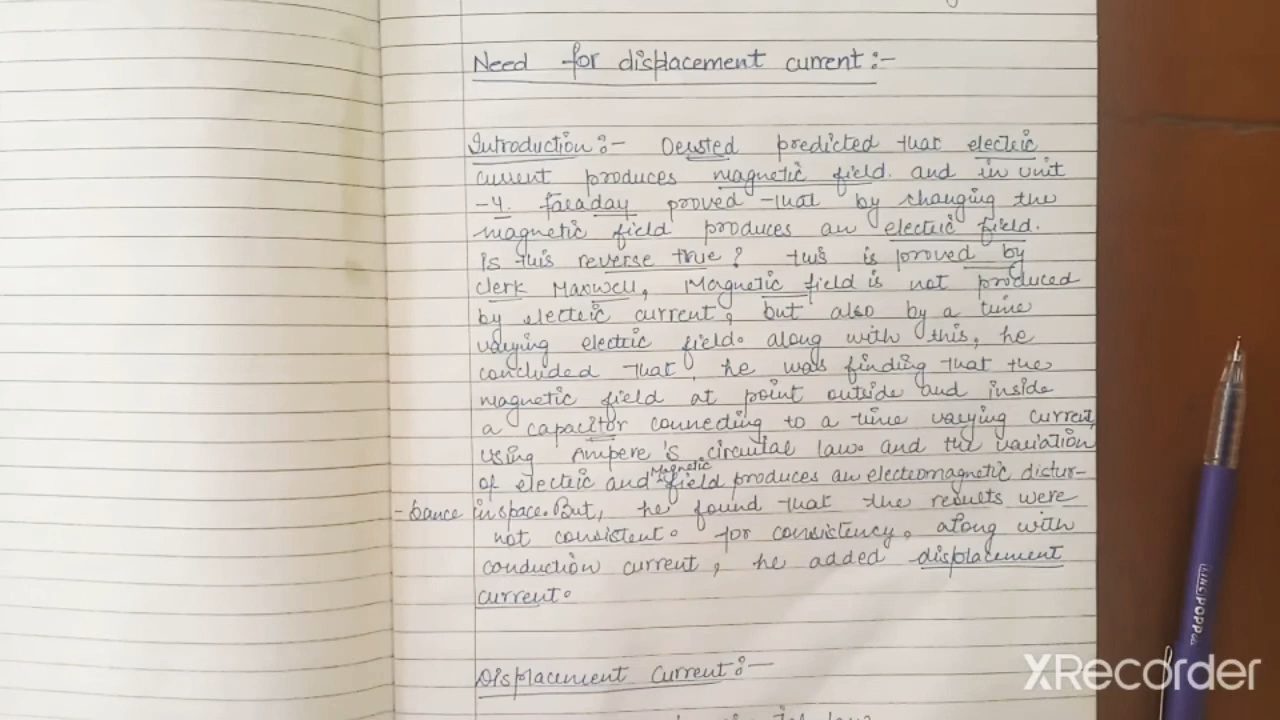 Need for displacement current :-
Introduction :- Oersted predicted that electric
current produces magnetic field. and in unit
-4. faraday proved that by changing the
magnetic field produces an electric field.
Is this reverse true? this is proved by
clerk Maxwell, Magnetic field is not produced
by electric current, but also by a time
varying electric field. along with this, he
concluded that, he was finding that the
magnetic field at point outside and inside
a capacitor connecting to a time varying current,
using Ampere's circuital law. and the variation
of electric and Magnetic field produces an electromagnetic distur-
-bance in space. But, he found that the results were
not consistent. for consistency, along with
conduction current, he added displacement
current.
Displacement Current :-
LINC POPP
XRecorder